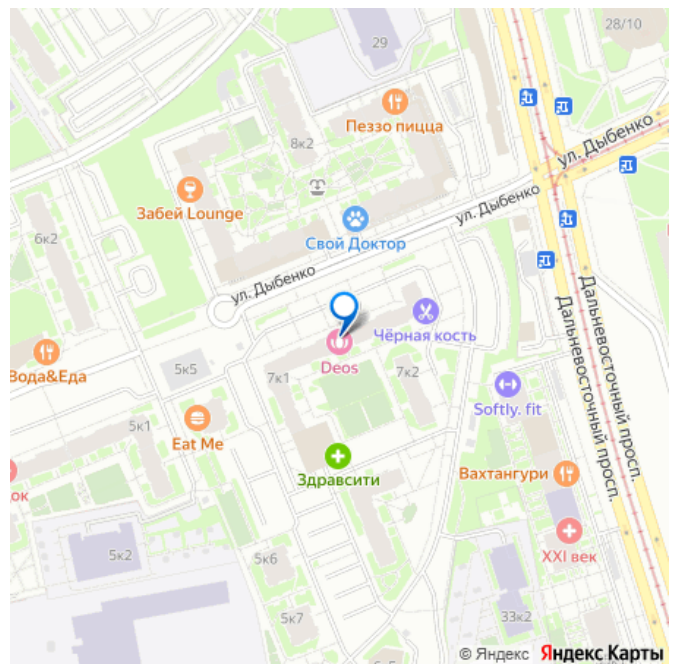 28/10
29
Пеззо пицца
8к2
ул. Дыбенко
Забей Lounge
ул. Дыбенко
Свой Доктор
6к2
ул. Дыбенко
Дальневосточный просп.
Дальневосточный просп.
Чёрная кость
Вода&Еда
5к5
Deos
7к1
7к2
Softly. fit
5к1
Eat Me
Здравсити
Вахтангури
ок
5к2
5к6
XXI век
5к7
33к2
© Яндекс Яндекс Карты